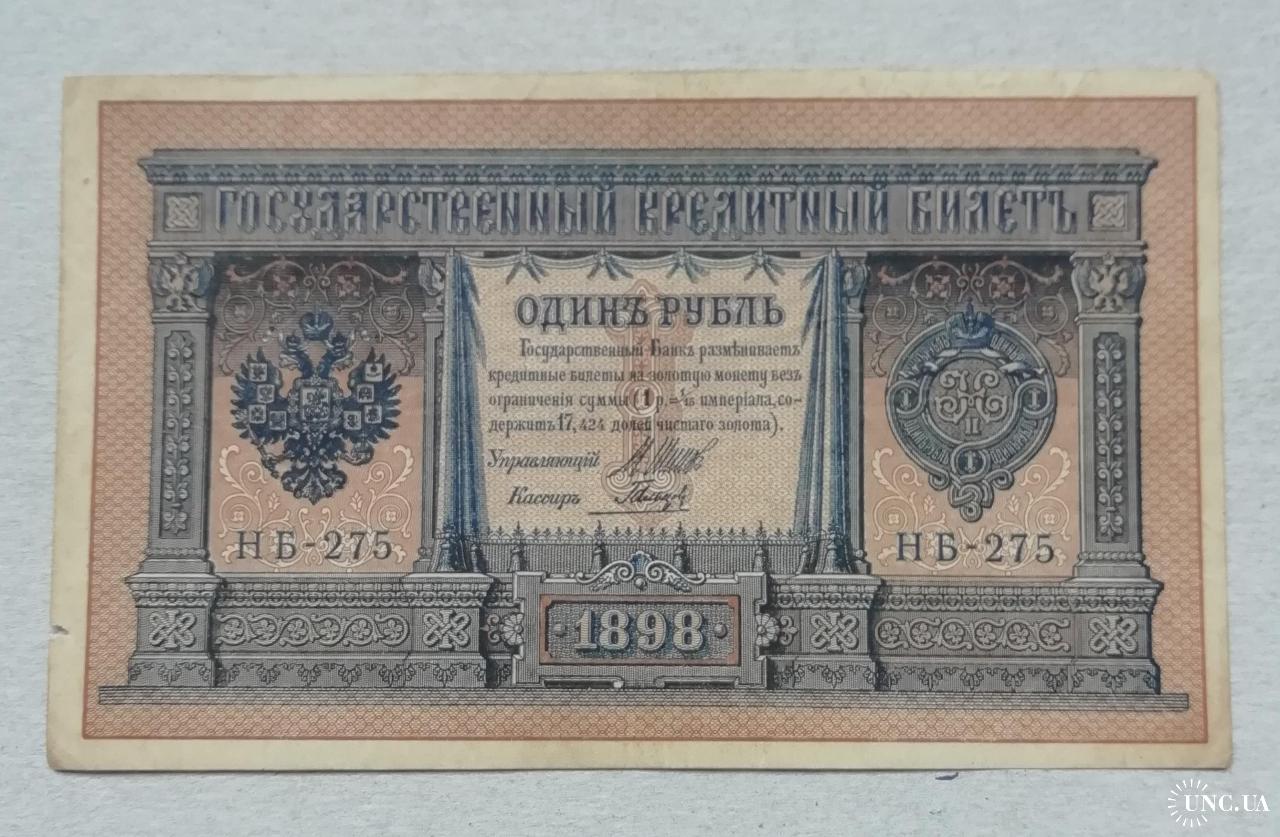 ГОСУДАРСТВЕННЫЙ КРЕДИТНЫЙ БИЛЕТЪ
ОДИНЪ РУБЛЬ
Государственный Банкъ размѣниваетъ
кредитные билеты на золотую монету безъ
ограниченія суммы (1 р. = 1/15 имперіала, со-
держитъ 17,424 долей чистаго золота).
Управляющій
Кассиръ
НБ-275
НБ-275
1898
UNC.UA